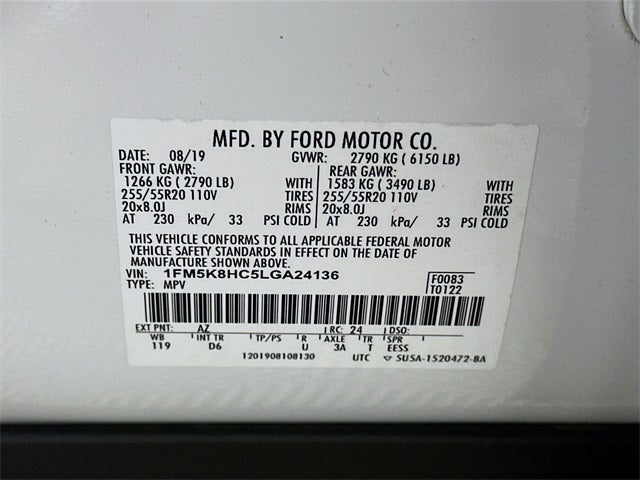 MFD. BY FORD MOTOR CO.
DATE: 08/19 GVWR: 2790 KG ( 6150 LB)
FRONT GAWR: REAR GAWR:
1266 KG ( 2790 LB) WITH 1583 KG ( 3490 LB) WITH
255/55R20 110V TIRES 255/55R20 110V TIRES
20x8.0J RIMS 20x8.0J RIMS
AT 230 kPa/ 33 PSI COLD AT 230 kPa/ 33 PSI COLD
THIS VEHICLE CONFORMS TO ALL APPLICABLE FEDERAL MOTOR
VEHICLE SAFETY STANDARDS IN EFFECT ON THE DATE OF
MANUFACTURE SHOWN ABOVE.
VIN: 1FM5K8HC5LGA24136 F0083
TYPE: MPV T0122
EXT PNT: AZ RC: 24 DSO:
WB INT TR TP/PS R AXLE TR SPR
119 D6 U 3A T EESS
1201908108130 UTC ▽ 5U5A-1520472-BA